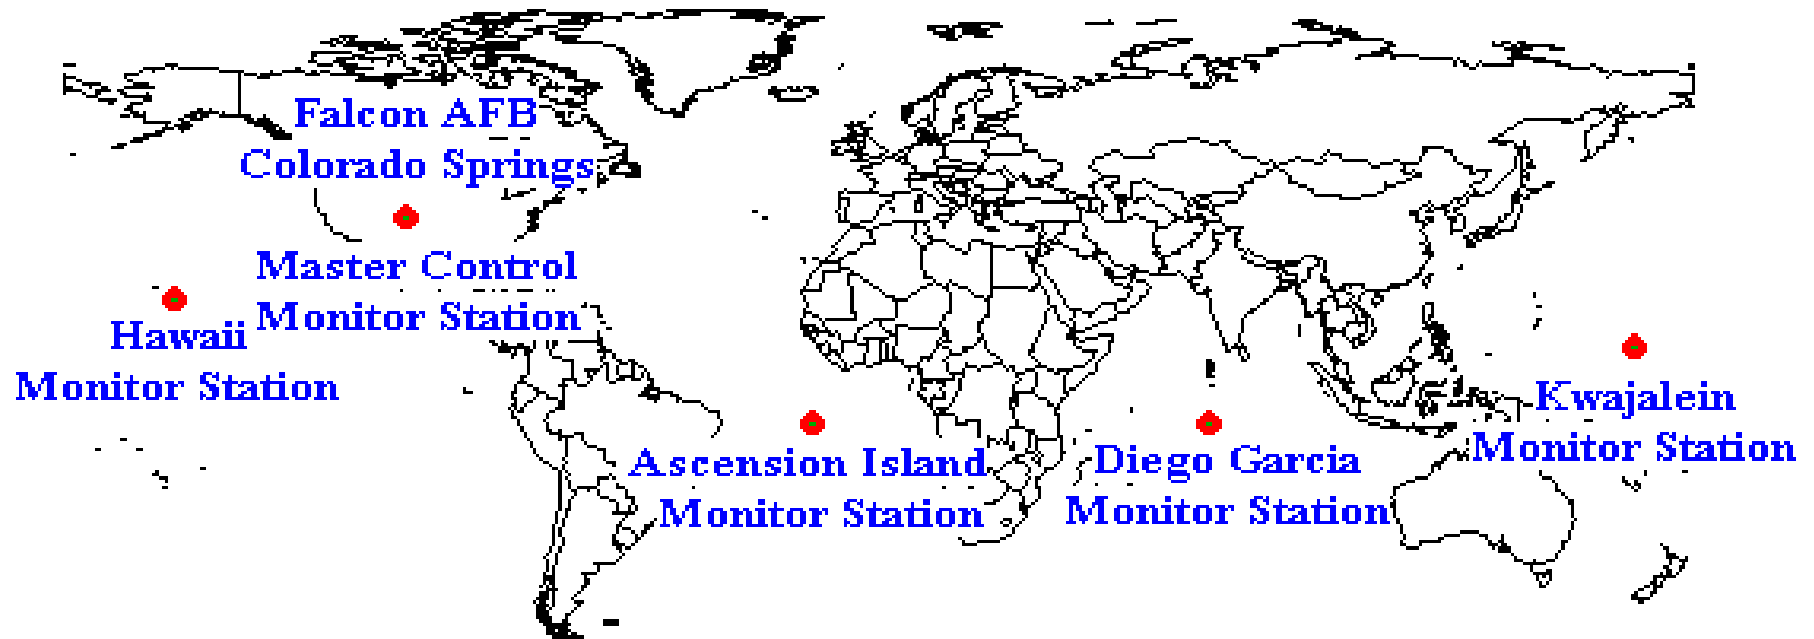 Falcon AFB
Colorado Springs
Master Control
Monitor Station
Hawaii
Monitor Station
Ascension Island
Monitor Station
Diego Garcia
Monitor Station
Kwajalein
Monitor Station